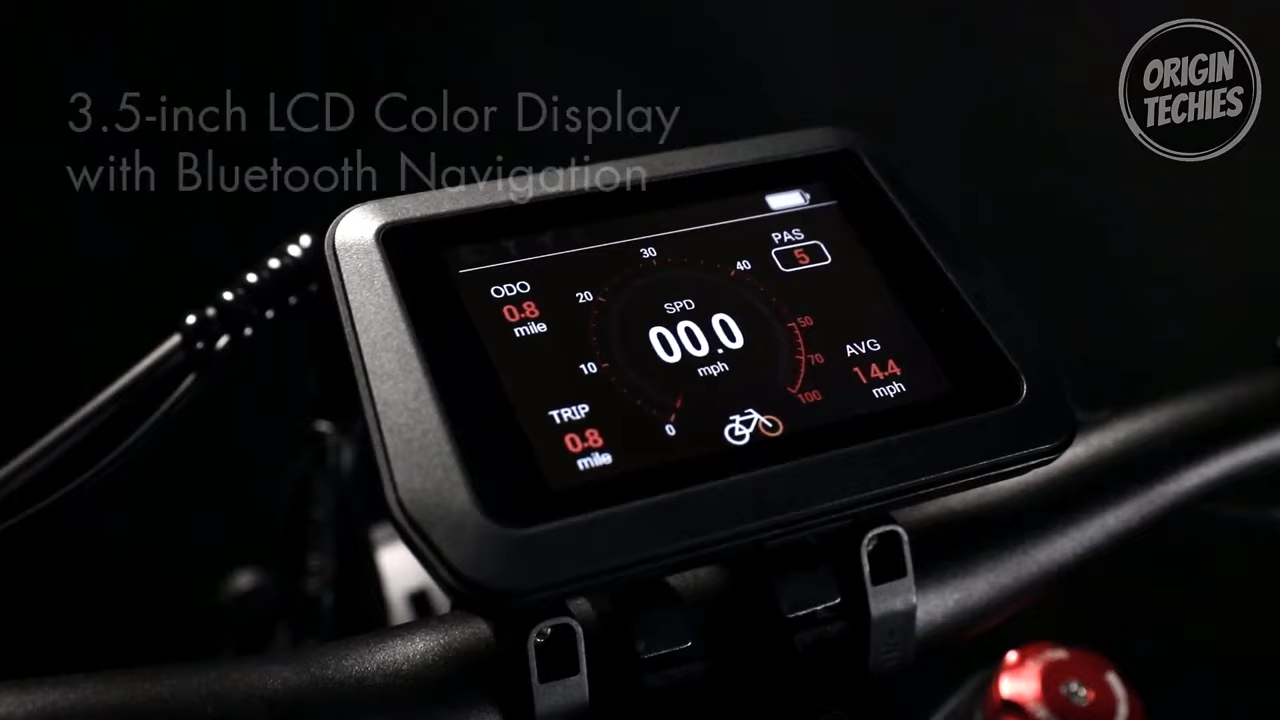 3.5-inch LCD Color Display
with Bluetooth Navigation
ORIGIN
TECHIES
PAS
5
ODO
0.8
mile
0
10
20
30
40
50
70
100
SPD
00.0
mph
AVG
14.4
mph
TRIP
0.8
mile